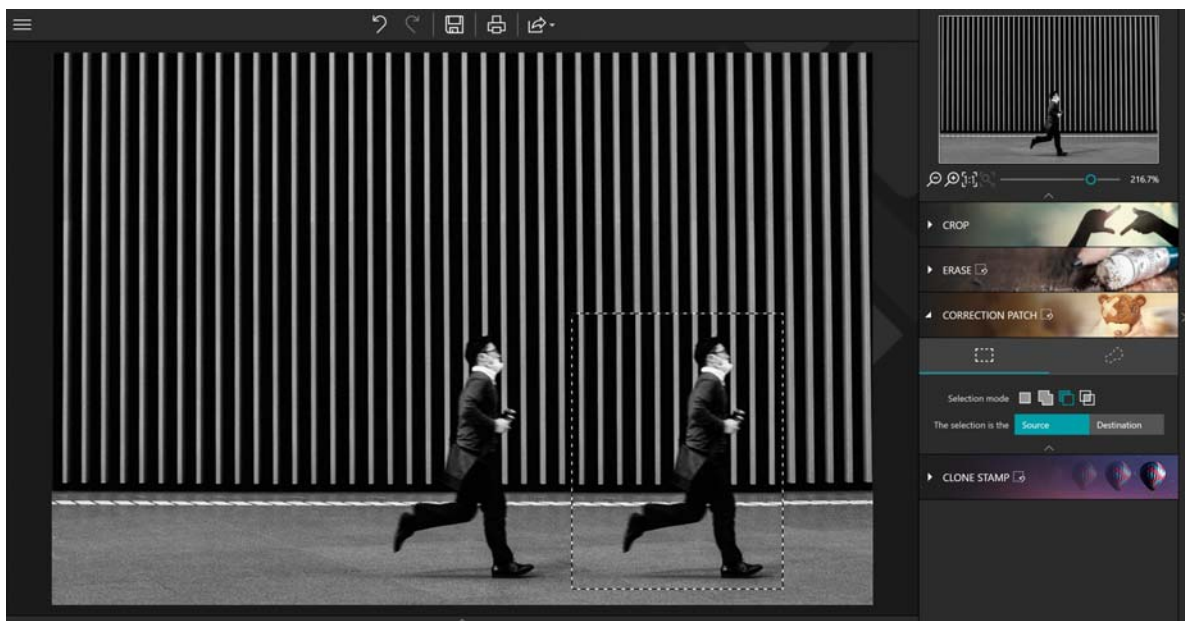 216.7%
CROP
ERASE
CORRECTION PATCH
Selection mode
The selection is the Source Destination
CLONE STAMP